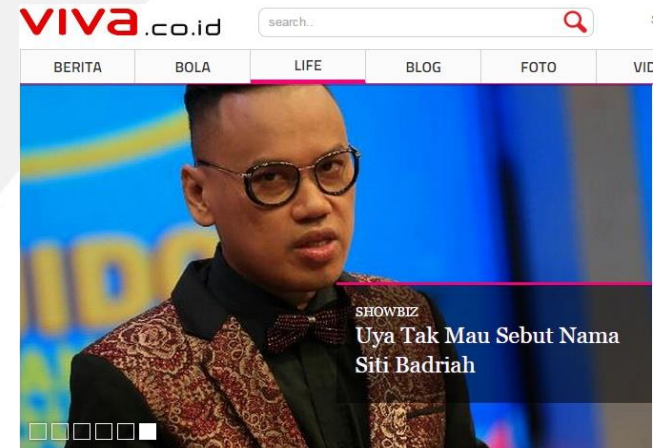 VIVA.co.id
search..
BERITA BOLA LIFE BLOG FOTO VID
SHOWBIZ
Uya Tak Mau Sebut Nama
Siti Badriah